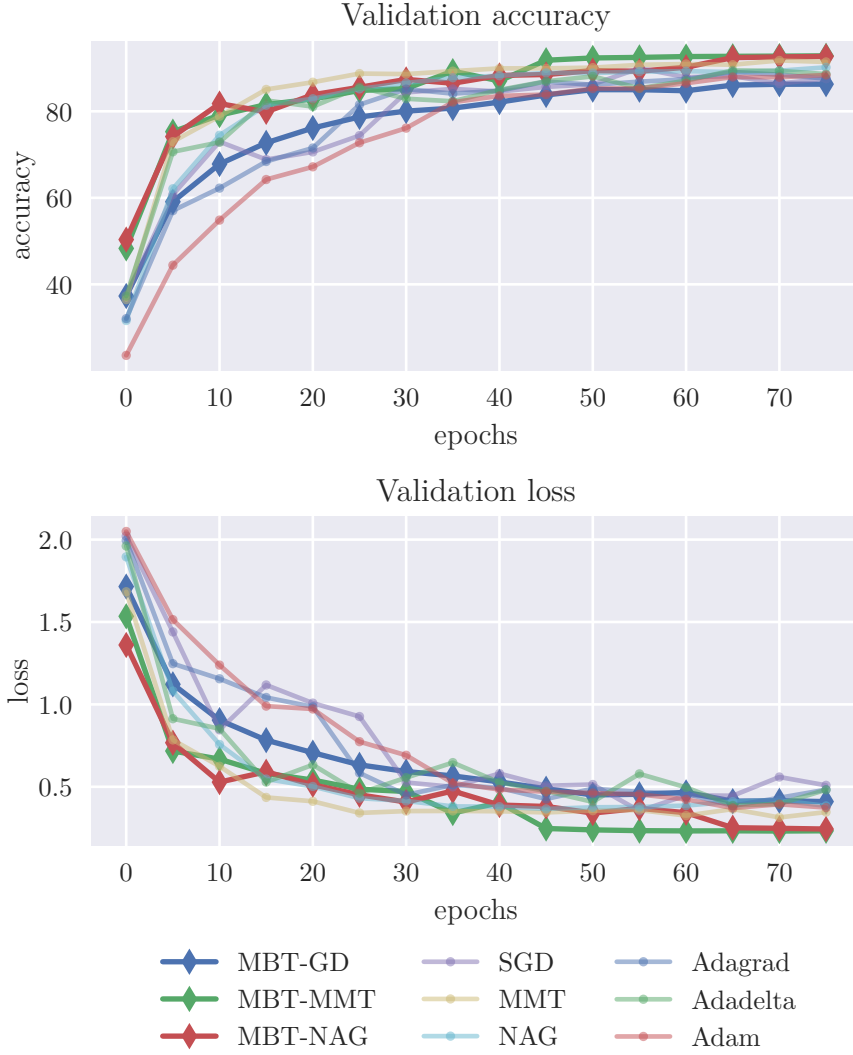 Validation accuracy
80
60
40
accuracy
0 10 20 30 40 50 60 70
epochs
Validation loss
2.0
1.5
1.0
0.5
loss
0 10 20 30 40 50 60 70
epochs
MBT-GD SGD Adagrad
MBT-MMT MMT Adadelta
MBT-NAG NAG Adam